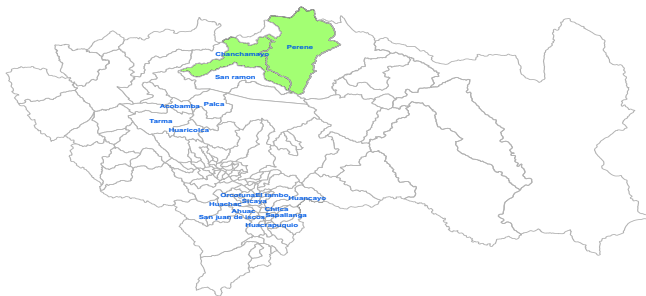 Perene
Chanchamayo
San ramon
Acobamba
Palca
Tarma
Huaricolca
Orcotuna
El tambo
Sicaya
Huancayo
Huachac
Chilca
Ahuac
San juan de iscos
Sapallanga
Huacrapuquio